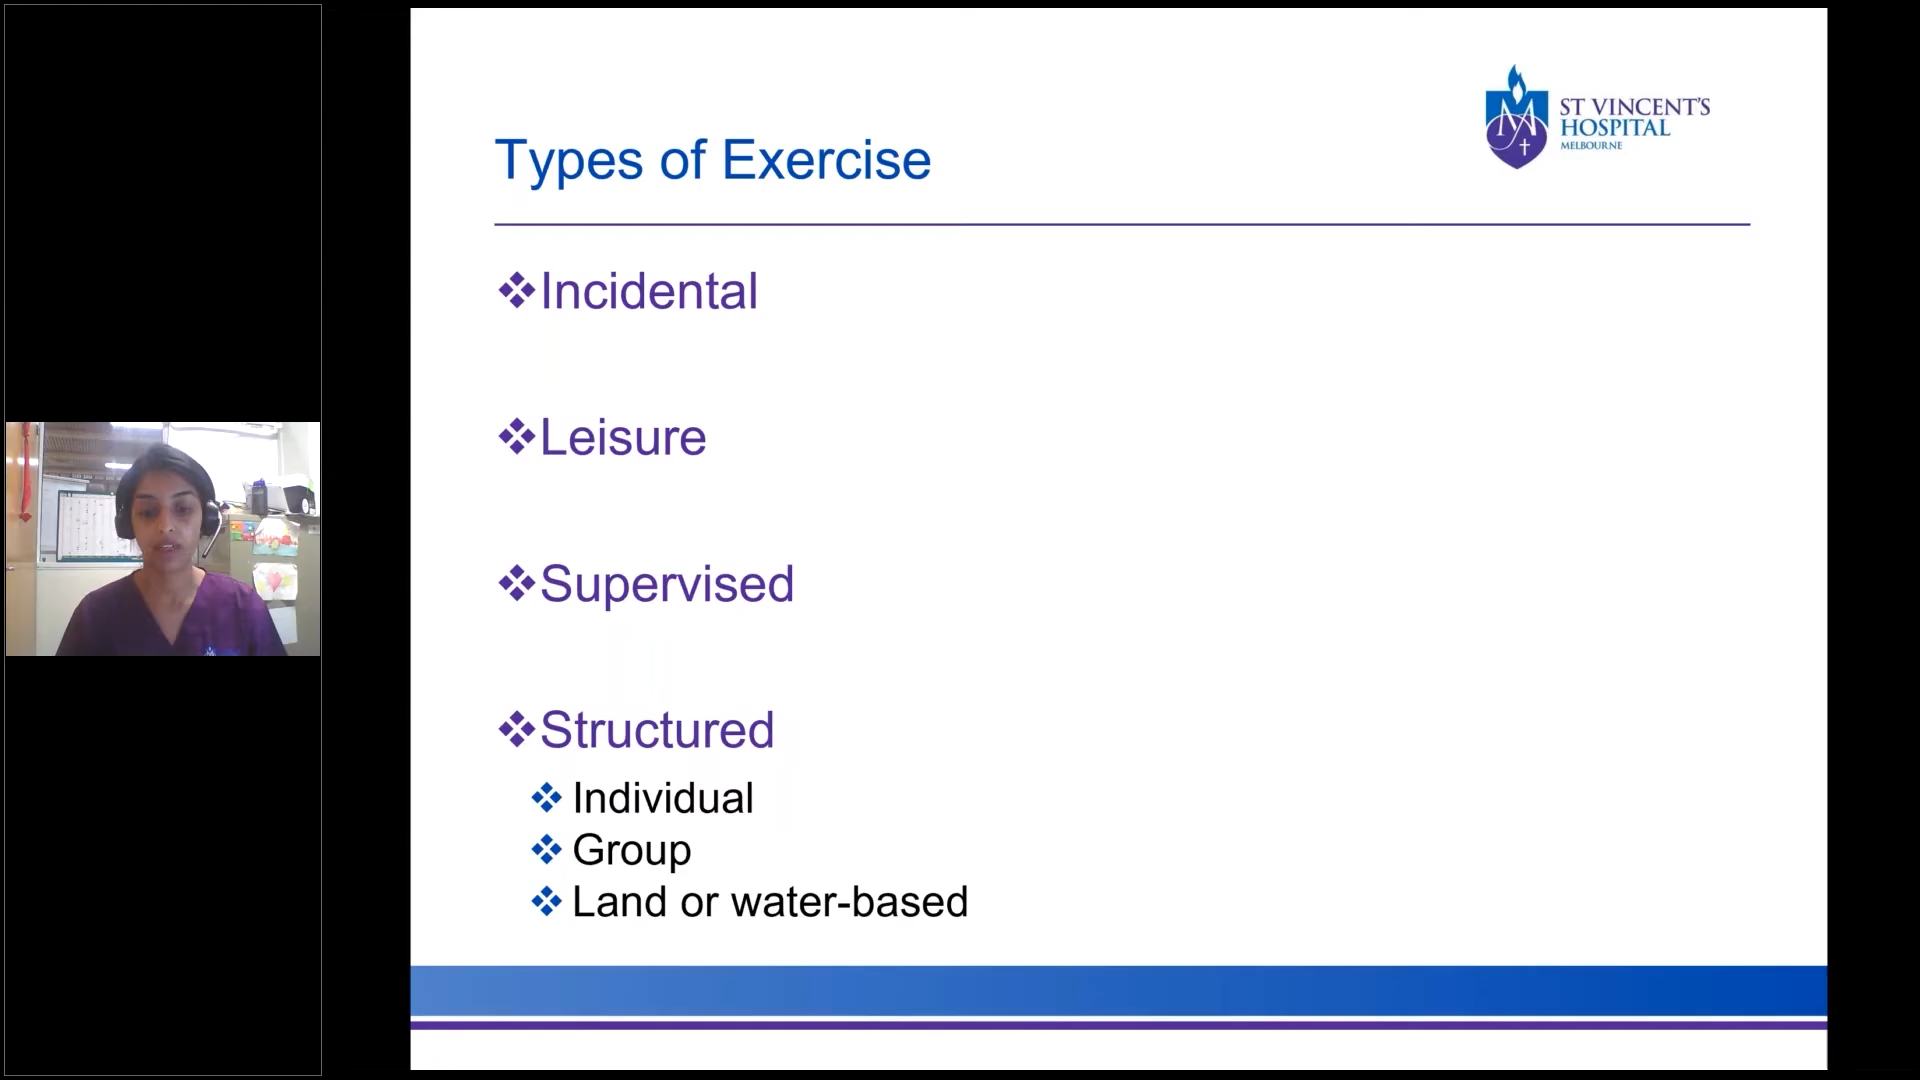 Types of Exercise
ST VINCENT'S
HOSPITAL
MELBOURNE
Incidental
Leisure
Supervised
Structured
Individual
Group
Land or water-based